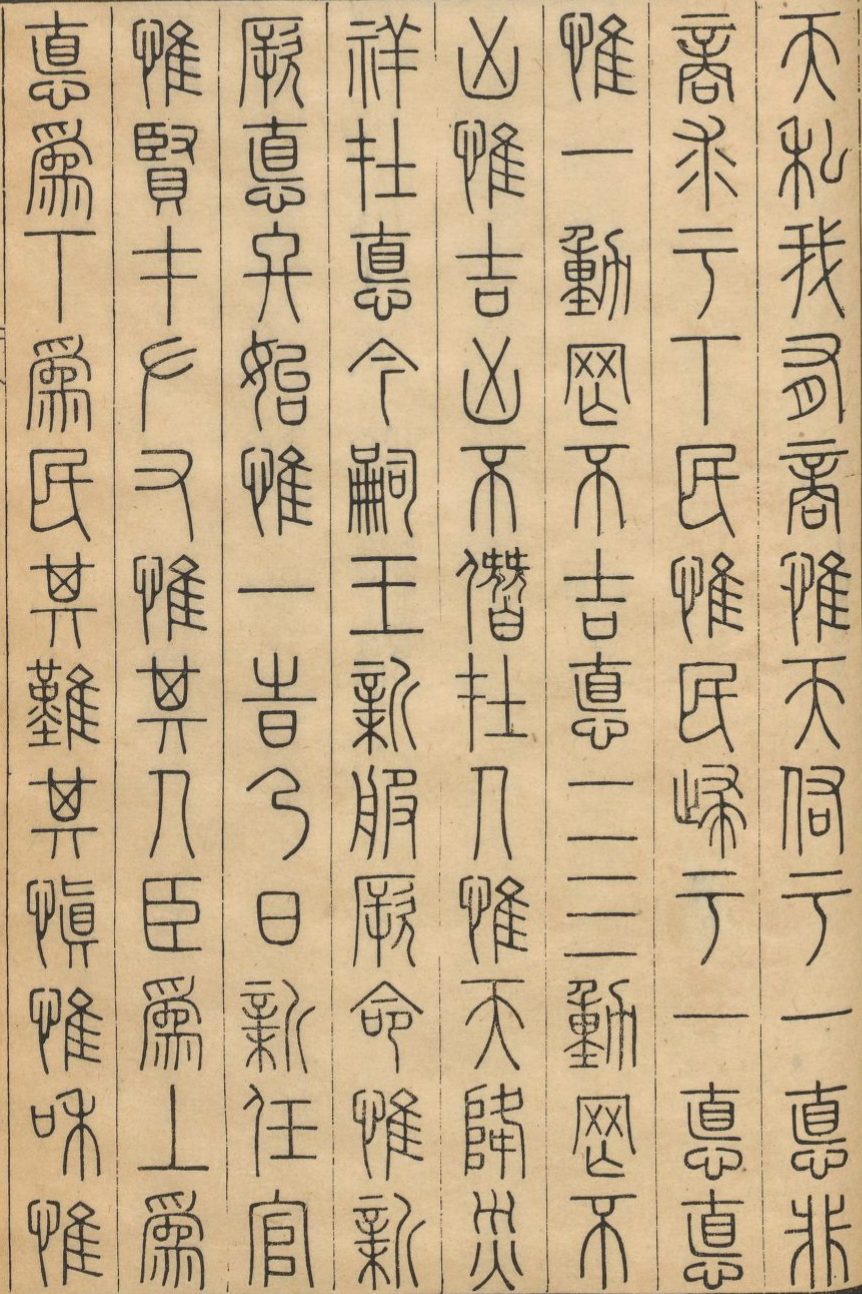 天私我有商惟天佑于一悳非
商求于下民惟民歸于一悳悳
惟一動罔不吉悳二三動罔不
凶惟吉凶不僭在人惟天降災
祥在悳今嗣王新服厥命惟新
厥悳終始惟一旹乃日新任官
惟賢才左右惟其人臣爲上爲
悳爲下爲民其難其慎惟和惟